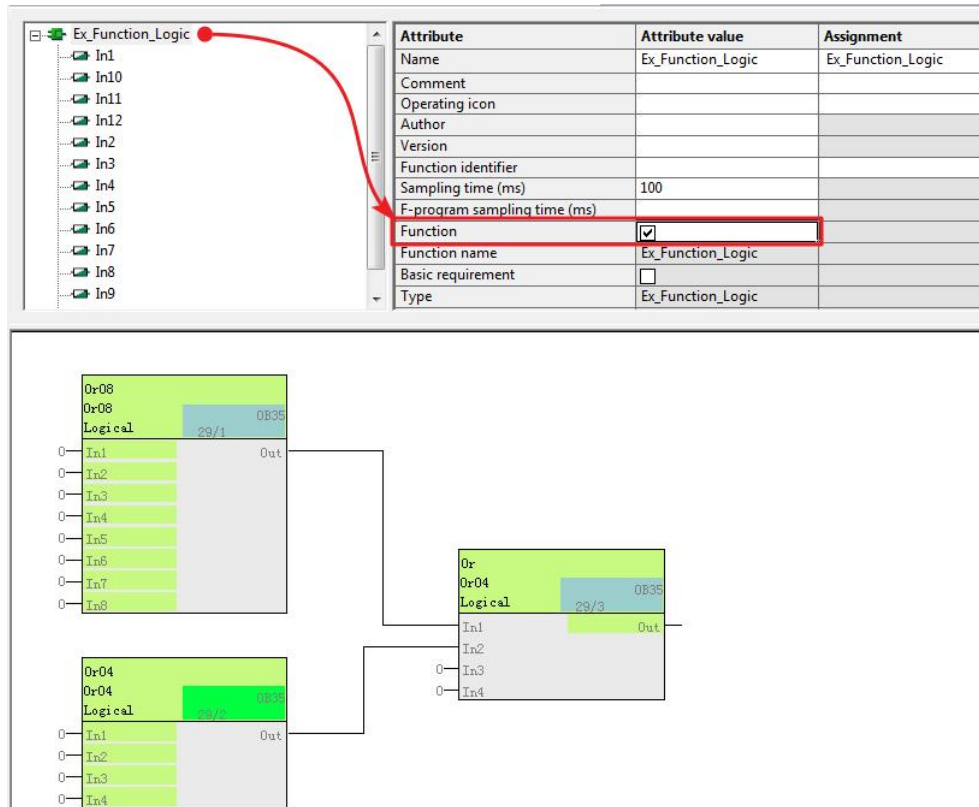 Ex_Function_Logic
In1
In10
In11
In12
In2
In3
In4
In5
In6
In7
In8
In9
Attribute Attribute value Assignment
Name Ex_Function_Logic Ex_Function_Logic
Comment
Operating icon
Author
Version
Function identifier
Sampling time (ms) 100
F-program sampling time (ms)
Function
Function name Ex_Function_Logic
Basic requirement
Type Ex_Function_Logic
Or08
Or08 OB35
Logical 29/1
0 In1 Out
0 In2
0 In3
0 In4
0 In5
0 In6
0 In7
0 In8
Or
Or04 OB35
Logical 29/3
In1 Out
In2
0 In3
0 In4
Or04
Or04 OB35
Logical 29/2
0 In1 Out
0 In2
0 In3
0 In4